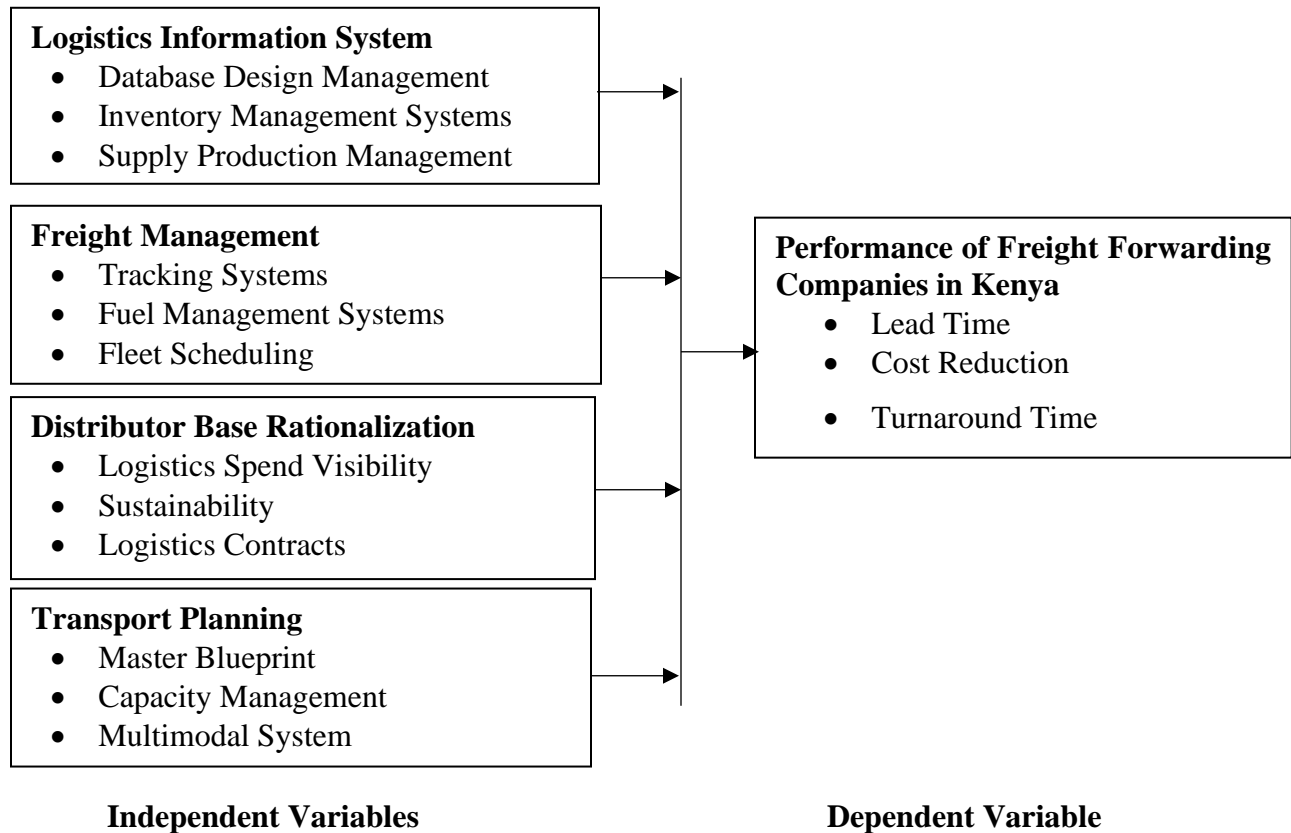 Logistics Information System
• Database Design Management
• Inventory Management Systems
• Supply Production Management
Freight Management
• Tracking Systems
• Fuel Management Systems
• Fleet Scheduling
Distributor Base Rationalization
• Logistics Spend Visibility
• Sustainability
• Logistics Contracts
Transport Planning
• Master Blueprint
• Capacity Management
• Multimodal System
Performance of Freight Forwarding
Companies in Kenya
• Lead Time
• Cost Reduction
• Turnaround Time
Independent Variables
Dependent Variable